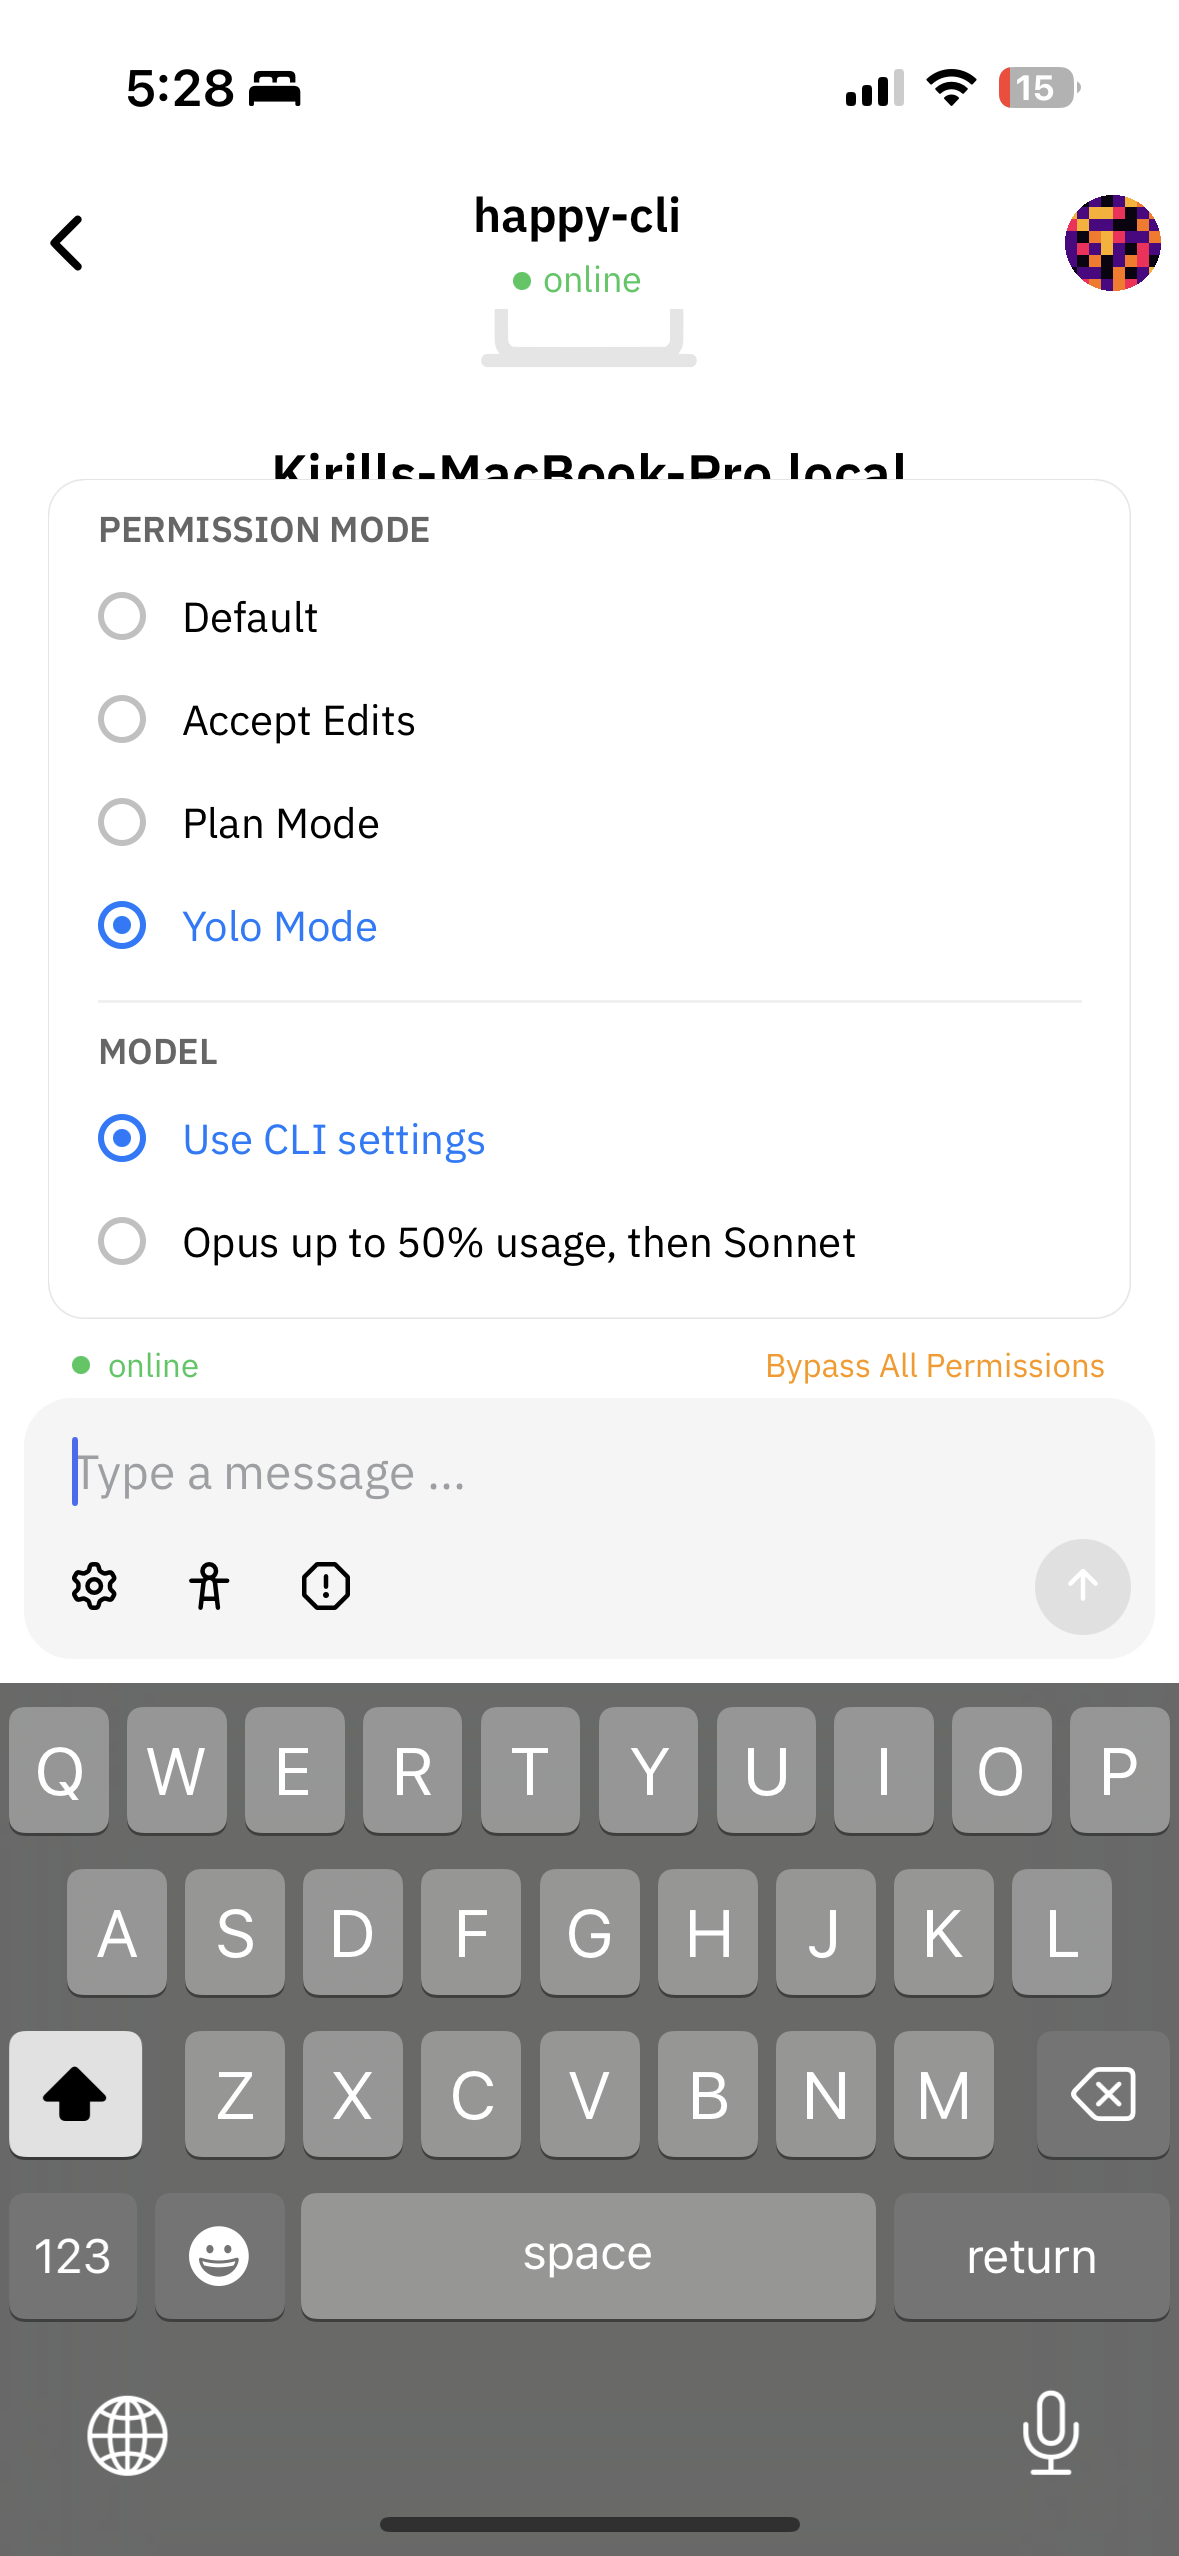 5:28
15
happy-cli
online
Kirills-MacBook-Pro.local
PERMISSION MODE
Default
Accept Edits
Plan Mode
Yolo Mode
MODEL
Use CLI settings
Opus up to 50% usage, then Sonnet
online
Bypass All Permissions
Type a message ...
Q W E R T Y U I O P
A S D F G H J K L
Z X C V B N M
123
space
return